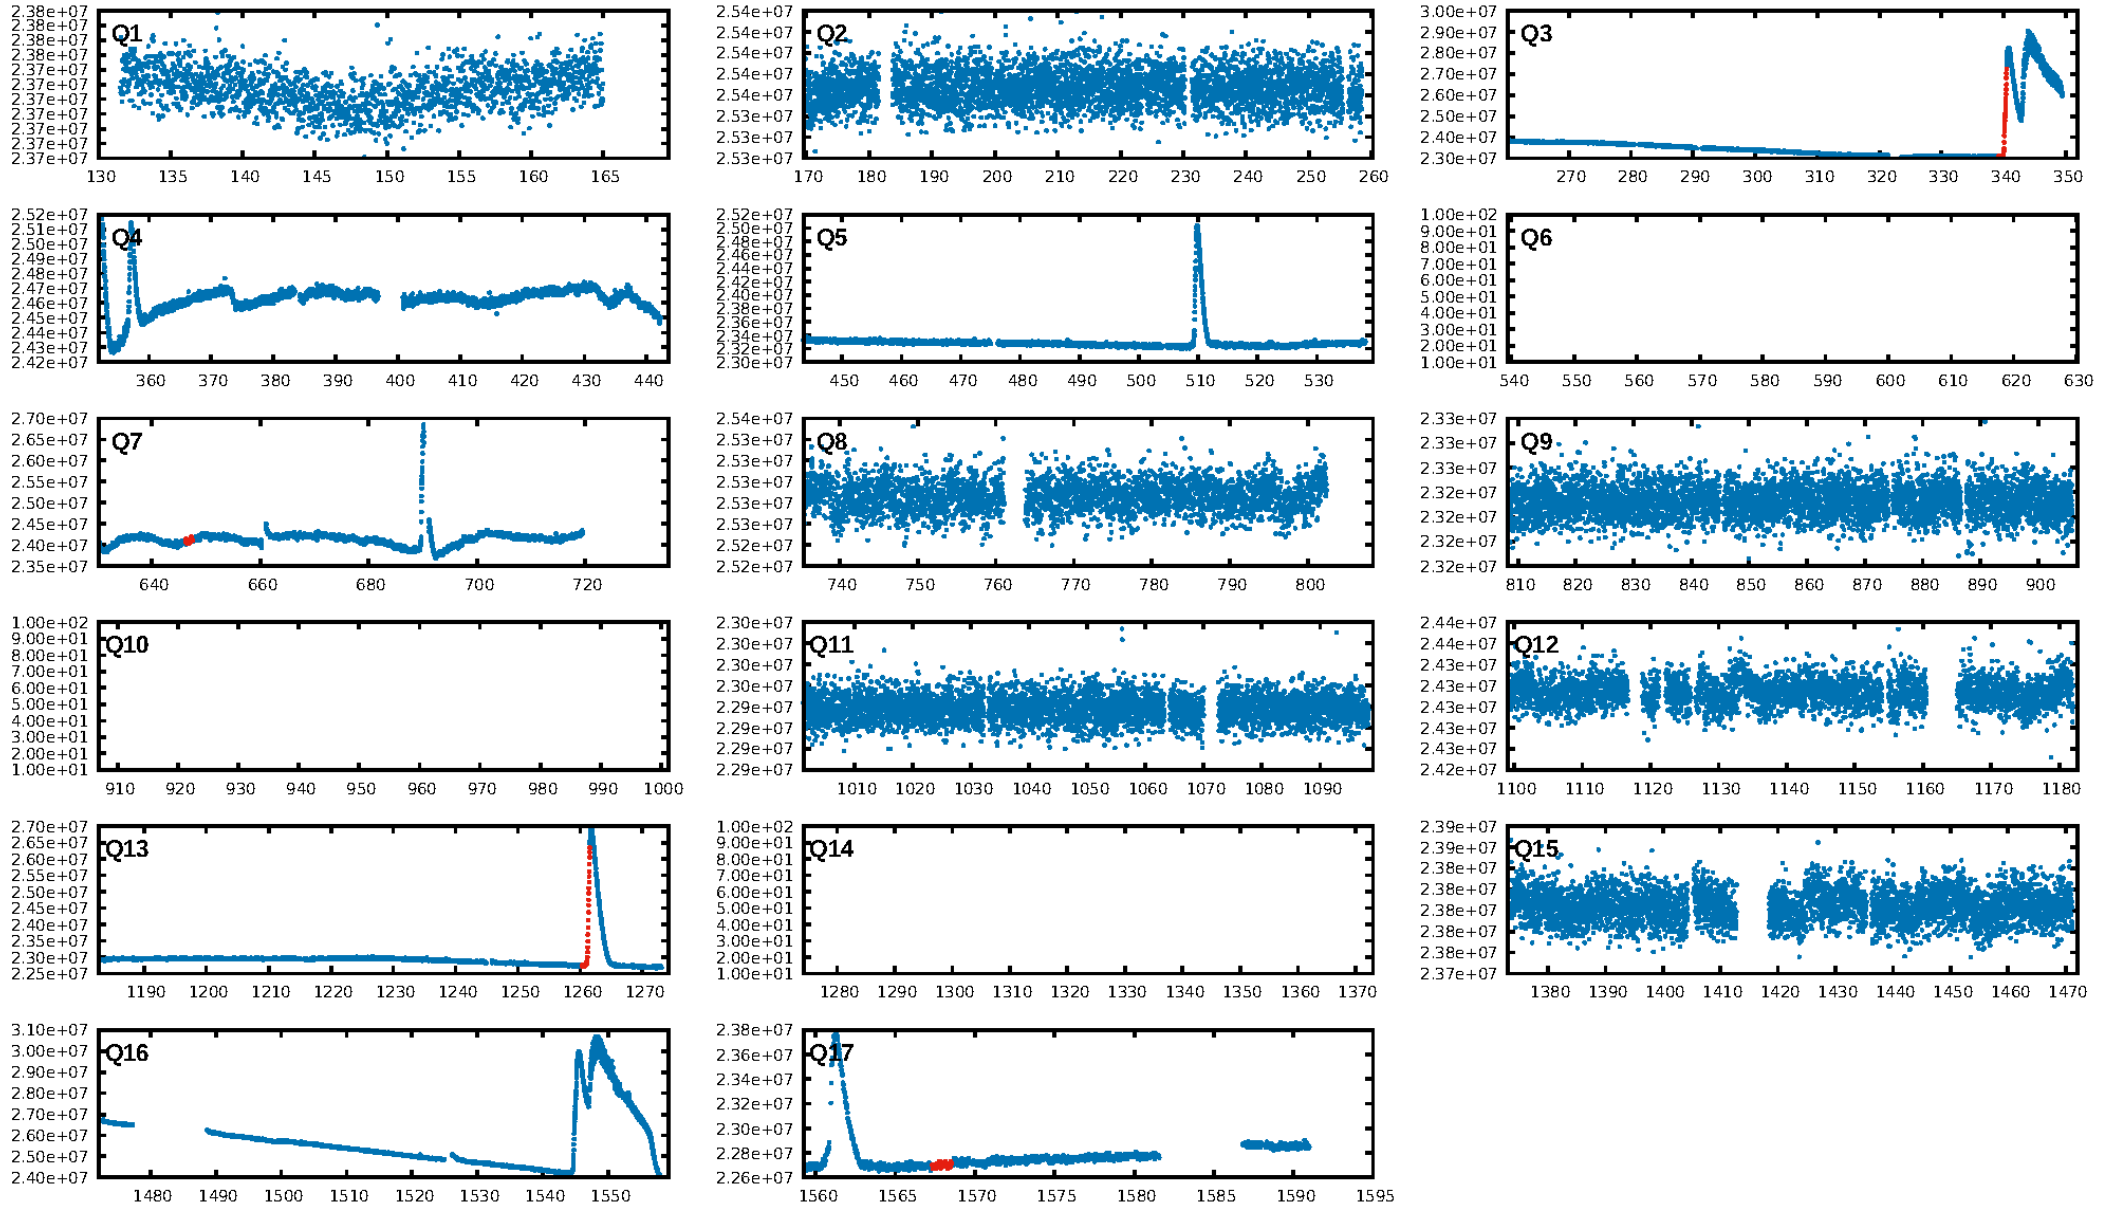 2.38e+07
2.38e+07
2.38e+07
2.38e+07
2.37e+07
2.37e+07
2.37e+07
2.37e+07
2.37e+07
2.37e+07
2.37e+07
Q1
130 135 140 145 150 155 160 165
2.54e+07
2.54e+07
2.54e+07
2.54e+07
2.54e+07
2.53e+07
2.53e+07
2.53e+07
Q2
170 180 190 200 210 220 230 240 250 260
3.00e+07
2.90e+07
2.80e+07
2.70e+07
2.60e+07
2.50e+07
2.40e+07
2.30e+07
Q3
270 280 290 300 310 320 330 340 350
2.52e+07
2.51e+07
2.50e+07
2.49e+07
2.48e+07
2.47e+07
2.46e+07
2.45e+07
2.44e+07
2.43e+07
2.42e+07
Q4
360 370 380 390 400 410 420 430 440
2.52e+07
2.50e+07
2.48e+07
2.46e+07
2.44e+07
2.42e+07
2.40e+07
2.38e+07
2.36e+07
2.34e+07
2.32e+07
2.30e+07
Q5
450 460 470 480 490 500 510 520 530
1.00e+02
9.00e+01
8.00e+01
7.00e+01
6.00e+01
5.00e+01
4.00e+01
3.00e+01
2.00e+01
1.00e+01
Q6
540 550 560 570 580 590 600 610 620 630
2.70e+07
2.65e+07
2.60e+07
2.55e+07
2.50e+07
2.45e+07
2.40e+07
2.35e+07
Q7
640 660 680 700 720
2.54e+07
2.53e+07
2.53e+07
2.53e+07
2.53e+07
2.53e+07
2.52e+07
2.52e+07
Q8
740 750 760 770 780 790 800
2.33e+07
2.33e+07
2.33e+07
2.32e+07
2.32e+07
2.32e+07
2.32e+07
Q9
810 820 830 840 850 860 870 880 890 900
1.00e+02
9.00e+01
8.00e+01
7.00e+01
6.00e+01
5.00e+01
4.00e+01
3.00e+01
2.00e+01
1.00e+01
Q10
910 920 930 940 950 960 970 980 990 1000
2.30e+07
2.30e+07
2.30e+07
2.30e+07
2.29e+07
2.29e+07
2.29e+07
2.29e+07
Q11
1010 1020 1030 1040 1050 1060 1070 1080 1090
2.44e+07
2.44e+07
2.43e+07
2.43e+07
2.43e+07
2.43e+07
2.43e+07
2.42e+07
Q12
1100 1110 1120 1130 1140 1150 1160 1170 1180
2.70e+07
2.65e+07
2.60e+07
2.55e+07
2.50e+07
2.45e+07
2.40e+07
2.35e+07
2.30e+07
2.25e+07
Q13
1190 1200 1210 1220 1230 1240 1250 1260 1270
1.00e+02
9.00e+01
8.00e+01
7.00e+01
6.00e+01
5.00e+01
4.00e+01
3.00e+01
2.00e+01
1.00e+01
Q14
1280 1290 1300 1310 1320 1330 1340 1350 1360 1370
2.39e+07
2.39e+07
2.38e+07
2.38e+07
2.38e+07
2.38e+07
2.38e+07
2.37e+07
Q15
1380 1390 1400 1410 1420 1430 1440 1450 1460 1470
3.10e+07
3.00e+07
2.90e+07
2.80e+07
2.70e+07
2.60e+07
2.50e+07
2.40e+07
Q16
1480 1490 1500 1510 1520 1530 1540 1550
2.38e+07
2.36e+07
2.34e+07
2.32e+07
2.30e+07
2.28e+07
2.26e+07
Q17
1560 1565 1570 1575 1580 1585 1590 1595